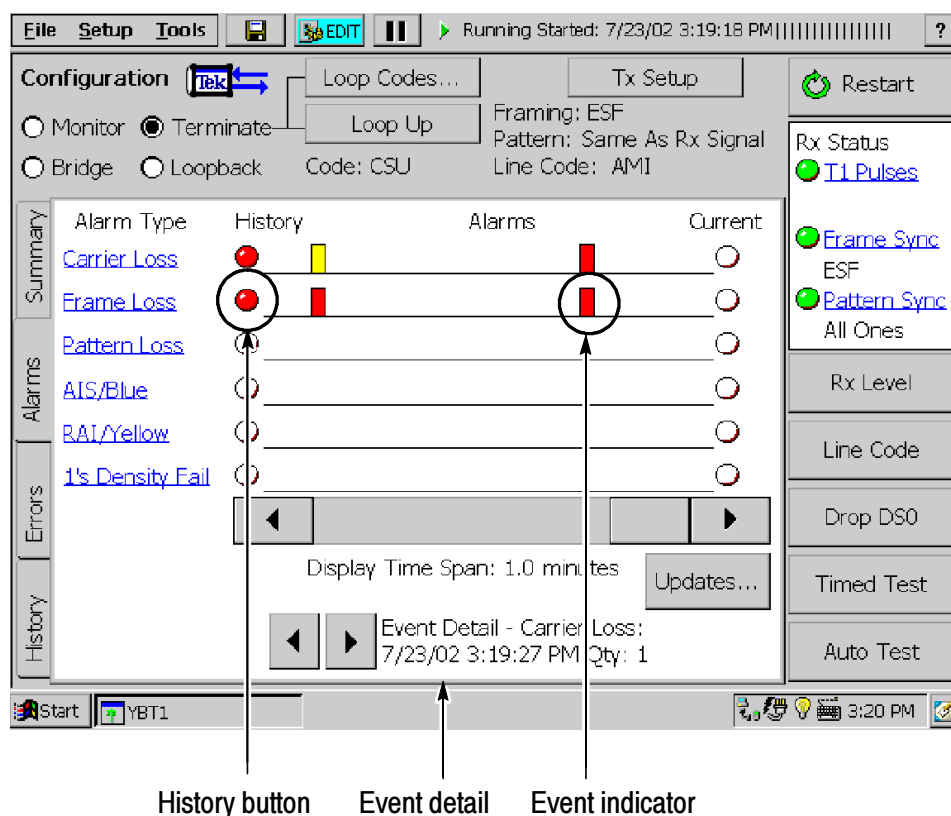 File Setup Tools EDIT Running Started: 7/23/02 3:19:18 PM ?
Configuration Tek Loop Codes... Tx Setup Restart
Monitor Terminate Loop Up Framing: ESF
Pattern: Same As Rx Signal
Bridge Loopback Code: CSU Line Code: AMI
Rx Status
T1 Pulses
Frame Sync
ESF
Pattern Sync
All Ones
Summary
Alarms
Errors
History
Alarm Type History Alarms Current
Carrier Loss
Frame Loss
Pattern Loss
AIS/Blue
RAI/Yellow
1's Density Fail
Display Time Span: 1.0 minutes Updates...
Event Detail - Carrier Loss:
7/23/02 3:19:27 PM Qty: 1
Rx Level
Line Code
Drop DS0
Timed Test
Auto Test
Start YBT1 3:20 PM
History button Event detail Event indicator